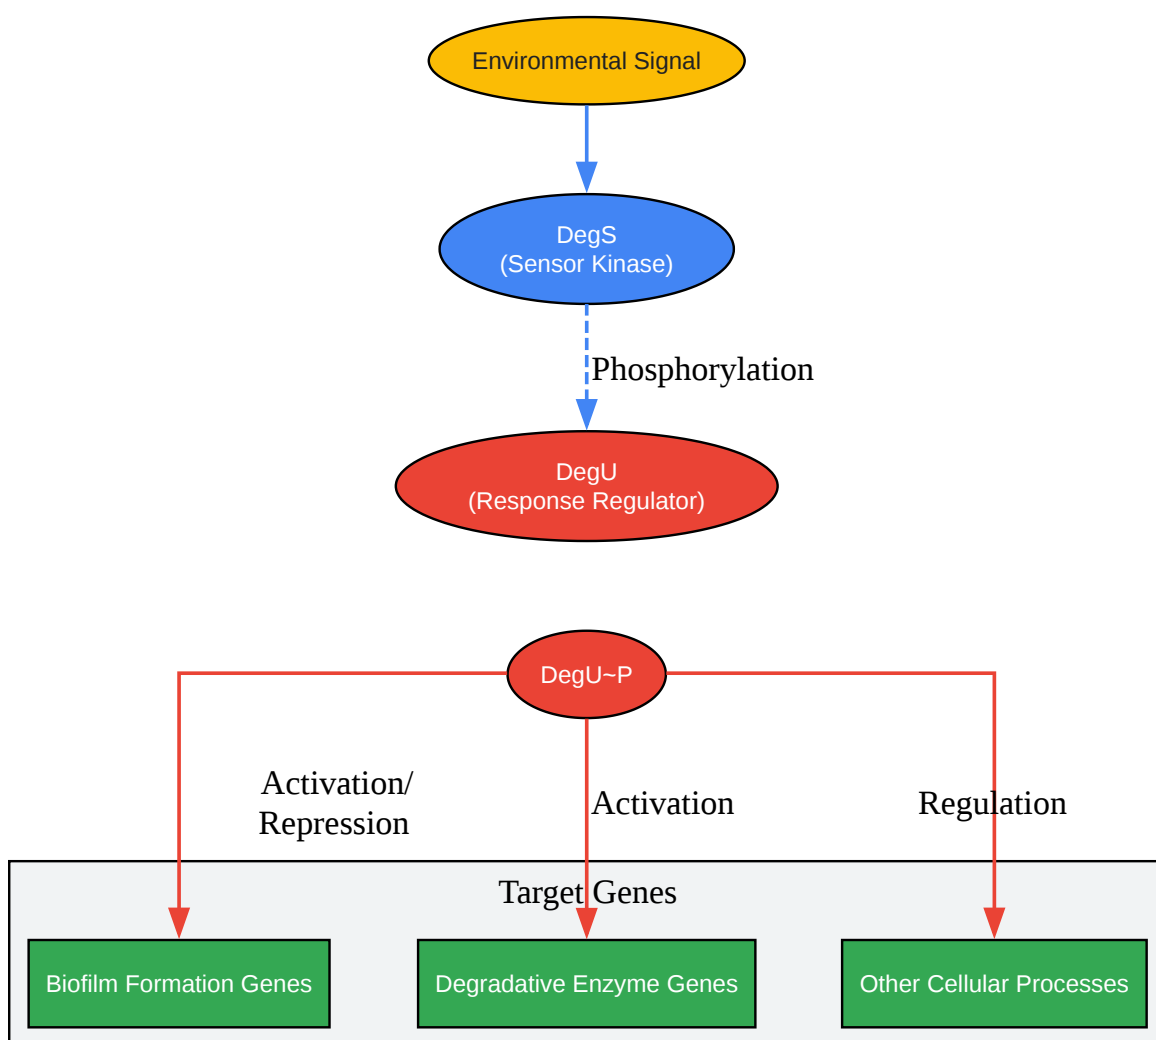 Environmental Signal
DegS
(Sensor Kinase)
Phosphorylation
DegU
(Response Regulator)
DegU~P
Activation/
Repression
Activation
Regulation
Target Genes
Biofilm Formation Genes
Degradative Enzyme Genes
Other Cellular Processes